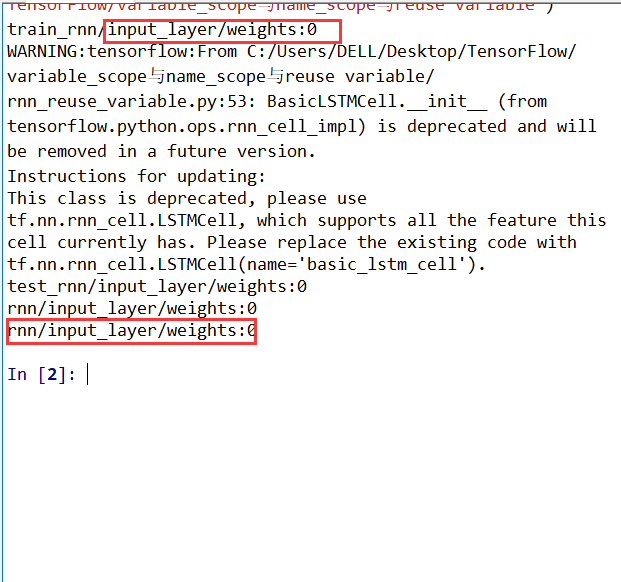 TensorFlow/variable_scope与name_scope与reuse variable')
train_rnn/input_layer/weights:0
WARNING:tensorflow:From C:/Users/DELL/Desktop/TensorFlow/
variable_scope与name_scope与reuse variable/
rnn_reuse_variable.py:53: BasicLSTMCell.__init__ (from
tensorflow.python.ops.rnn_cell_impl) is deprecated and will
be removed in a future version.
Instructions for updating:
This class is deprecated, please use
tf.nn.rnn_cell.LSTMCell, which supports all the feature this
cell currently has. Please replace the existing code with
tf.nn.rnn_cell.LSTMCell(name='basic_lstm_cell').
test_rnn/input_layer/weights:0
rnn/input_layer/weights:0
rnn/input_layer/weights:0
In [2]: